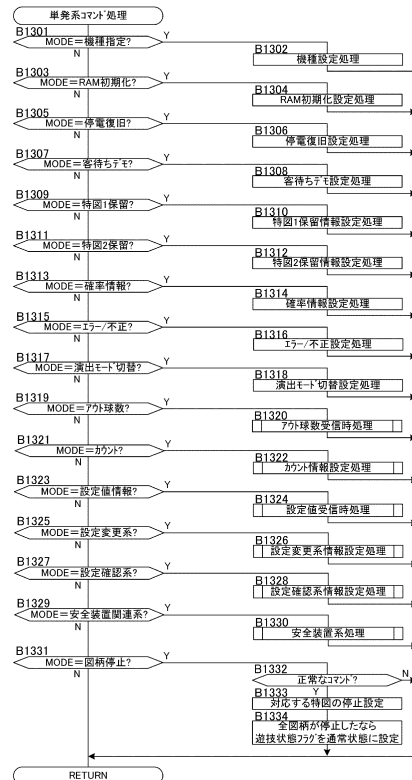 単発系コマンド処理
B1301
MODE=機種指定?
Y
N
B1302
機種設定処理
B1303
MODE=RAM初期化?
Y
N
B1304
RAM初期化設定処理
B1305
MODE=停電復旧?
Y
N
B1306
停電復旧設定処理
B1307
MODE=客待ちデモ?
Y
N
B1308
客待ちデモ設定処理
B1309
MODE=特図1保留?
Y
N
B1310
特図1保留情報設定処理
B1311
MODE=特図2保留?
Y
N
B1312
特図2保留情報設定処理
B1313
MODE=確率情報?
Y
N
B1314
確率情報設定処理
B1315
MODE=エラー/不正?
Y
N
B1316
エラー/不正設定処理
B1317
MODE=演出モード切替?
Y
N
B1318
演出モード切替設定処理
B1319
MODE=アウト球数?
Y
N
B1320
アウト球数受信時処理
B1321
MODE=カウント?
Y
N
B1322
カウント情報設定処理
B1323
MODE=設定値情報?
Y
N
B1324
設定値受信時処理
B1325
MODE=設定変更系?
Y
N
B1326
設定変更系情報設定処理
B1327
MODE=設定確認系?
Y
N
B1328
設定確認系情報設定処理
B1329
MODE=安全装置関連系?
Y
N
B1330
安全装置系処理
B1331
MODE=図柄停止?
Y
N
B1332
正常なコマンド?
N
Y
B1333
対応する特図の停止設定
B1334
全図柄が停止したなら
遊技状態フラグを通常状態に設定
RETURN